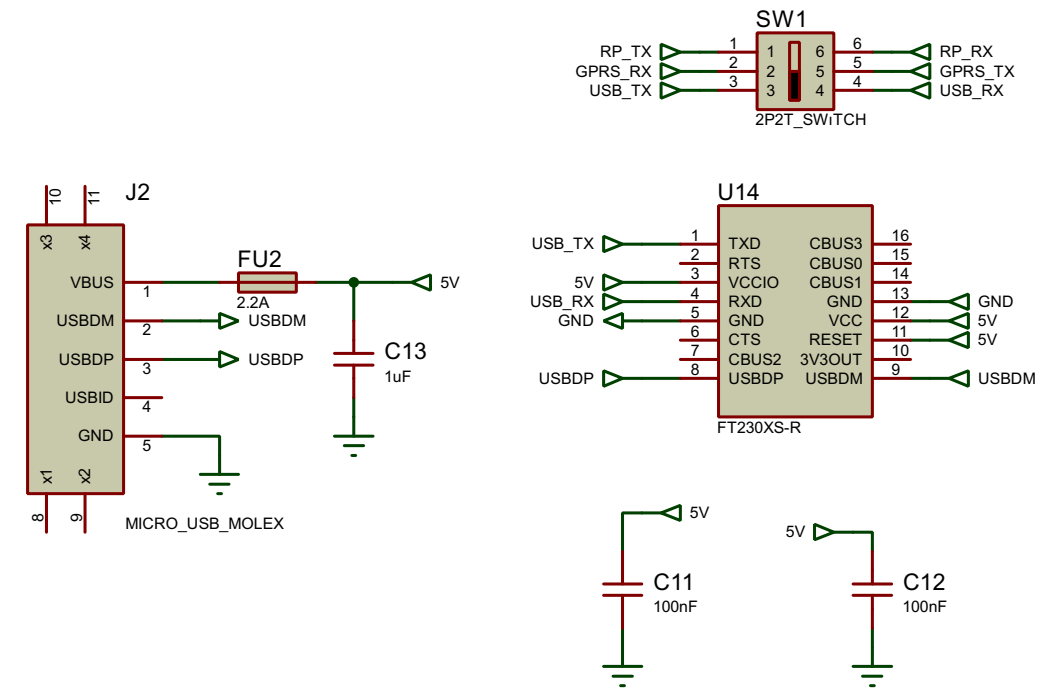 SW1
RP_TX 1 1 6 6 RP_RX
GPRS_RX 2 2 5 5 GPRS_TX
USB_TX 3 3 4 4 USB_RX
2P2T_SWıTCH
J2
10 11
x3 x4
VBUS 1
USBDM 2 USBDM
USBDP 3 USBDP
USBID 4
GND 5
x1 x2
8 9
MICRO_USB_MOLEX
FU2
2.2A
5V
C13
1uF
U14
USB_TX 1 TXD CBUS3 16
2 RTS CBUS0 15
5V 3 VCCIO CBUS1 14
USB_RX 4 RXD GND 13 GND
GND 5 GND VCC 12 5V
6 CTS RESET 11 5V
7 CBUS2 3V3OUT 10
USBDP 8 USBDP USBDM 9 USBDM
FT230XS-R
5V
C11
100nF
5V
C12
100nF